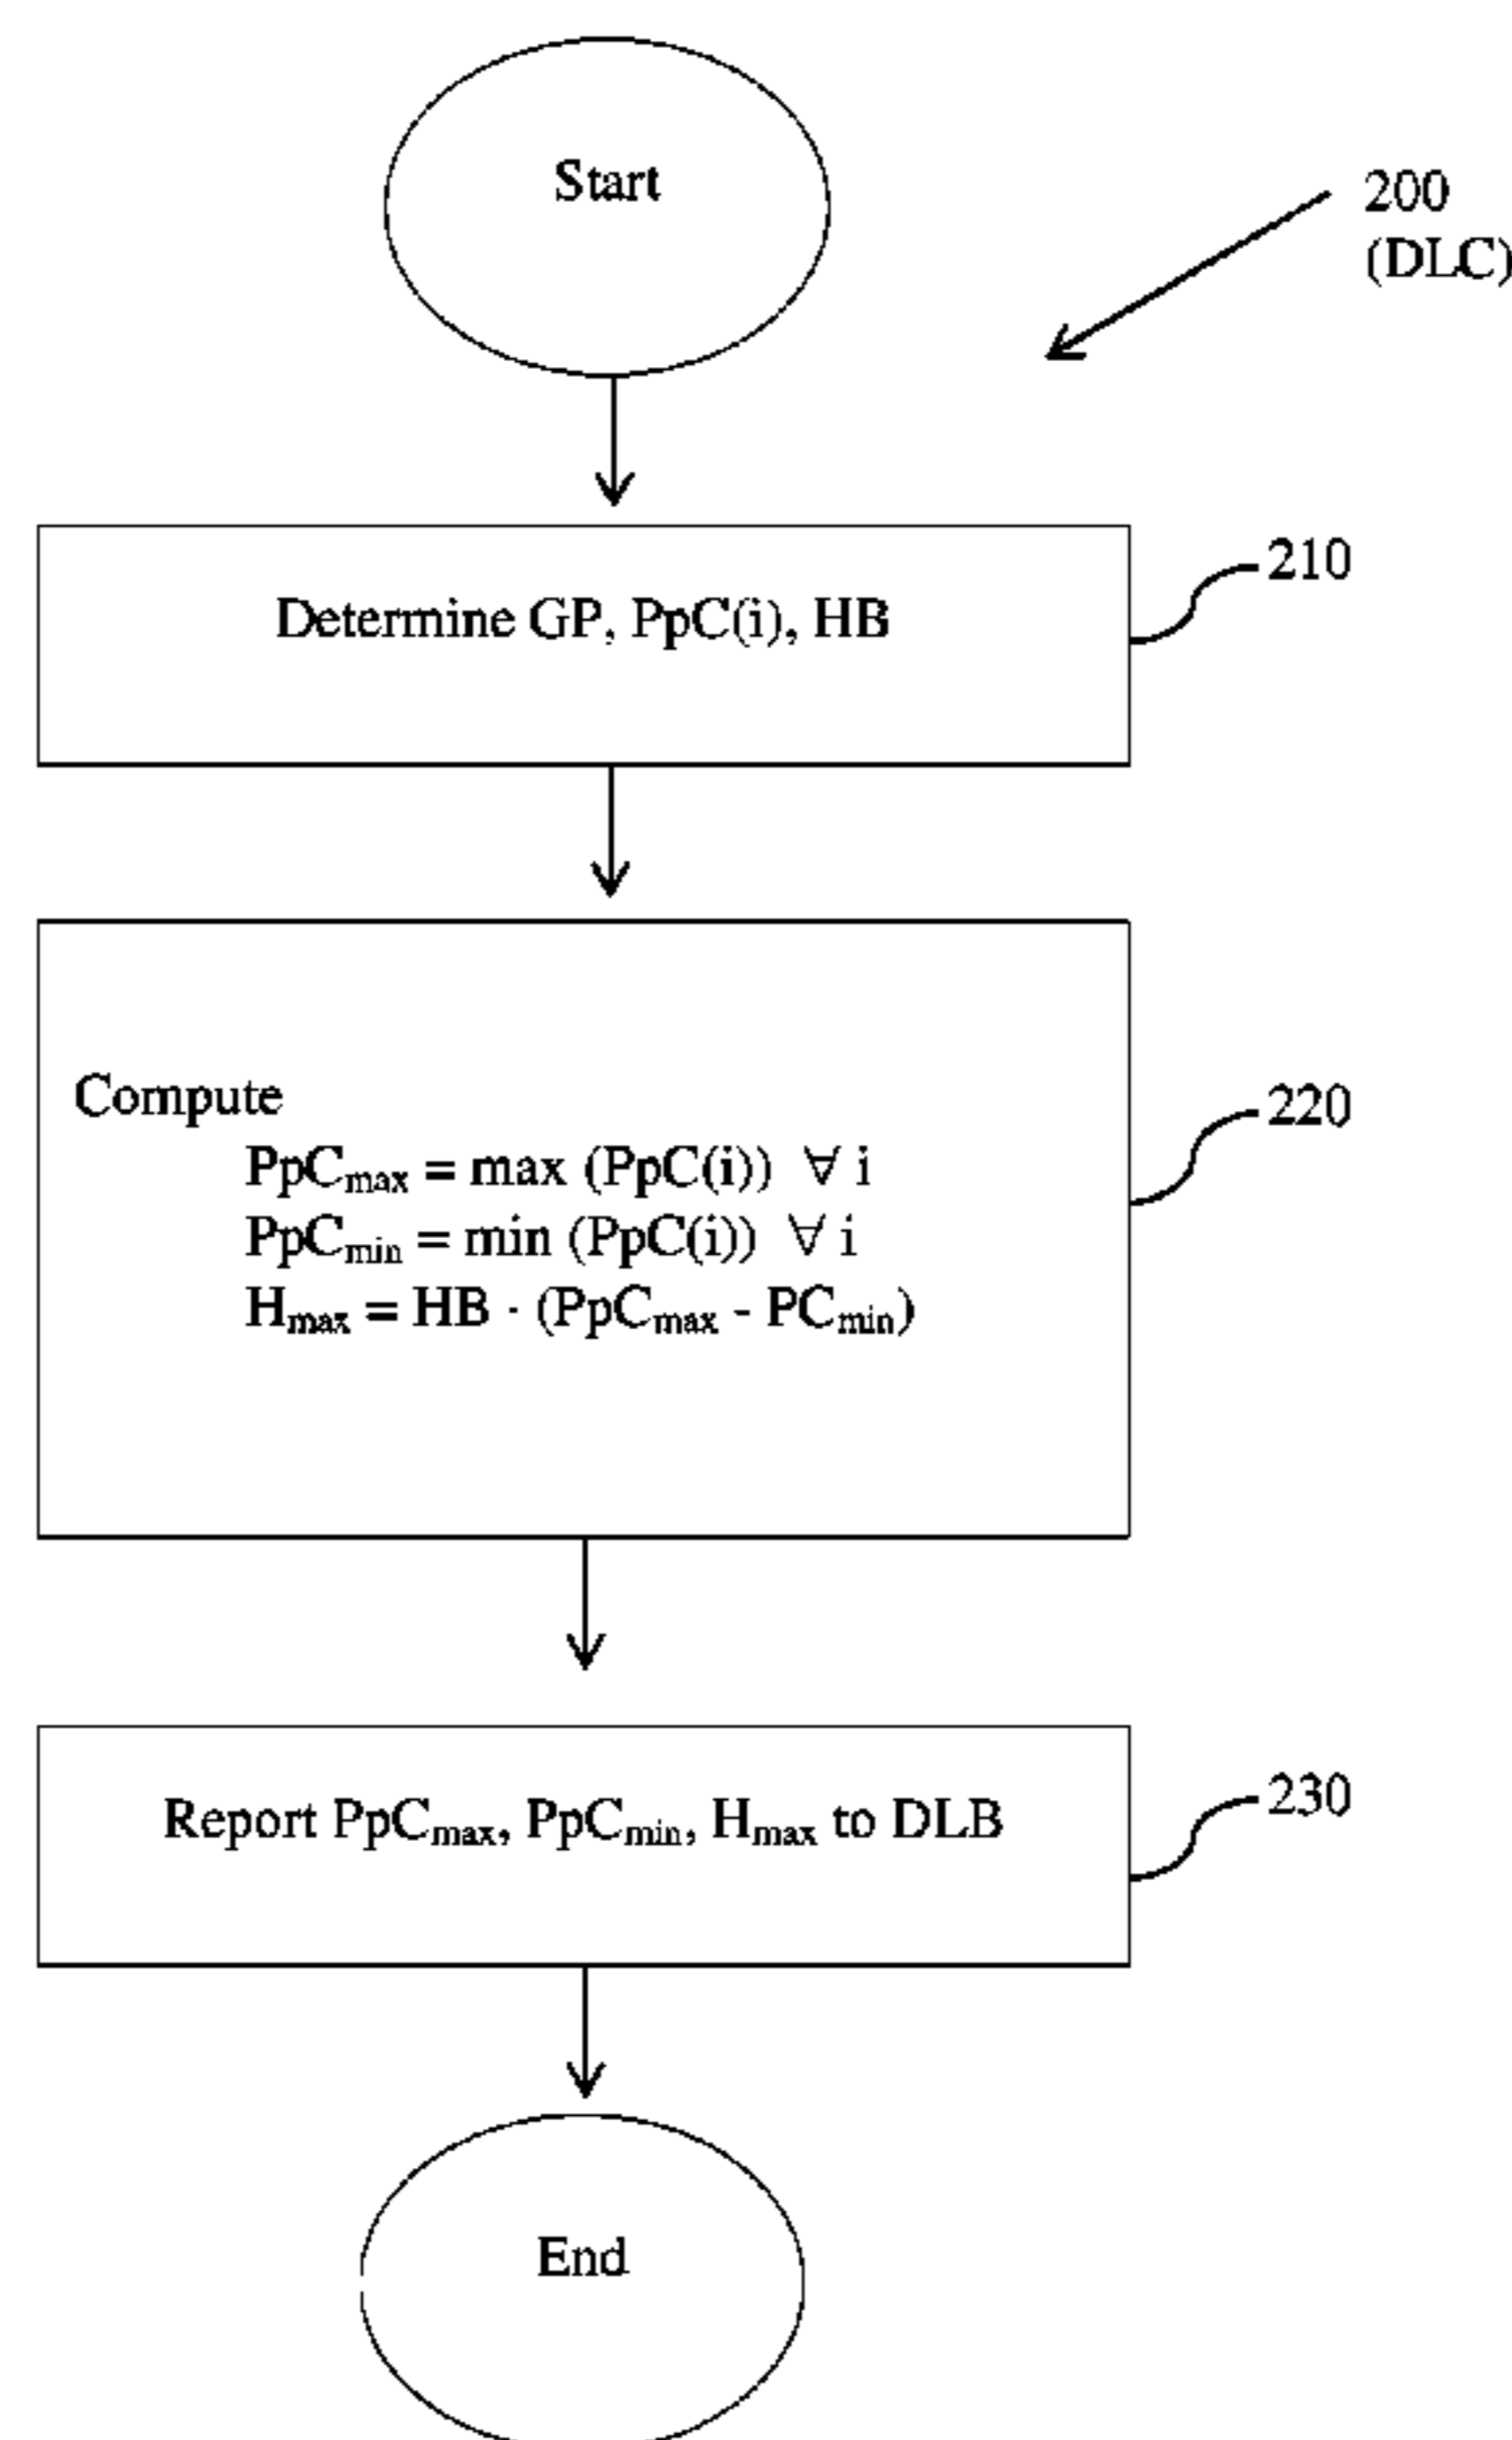 Start
200
(DLC)
Determine GP, PpC(i), HB
210
Compute
PpCmax = max (PpC(i)) ∀ i
PpCmin = min (PpC(i)) ∀ i
Hmax = HB · (PpCmax - PCmin)
220
Report PpCmax, PpCmin, Hmax to DLB
230
End